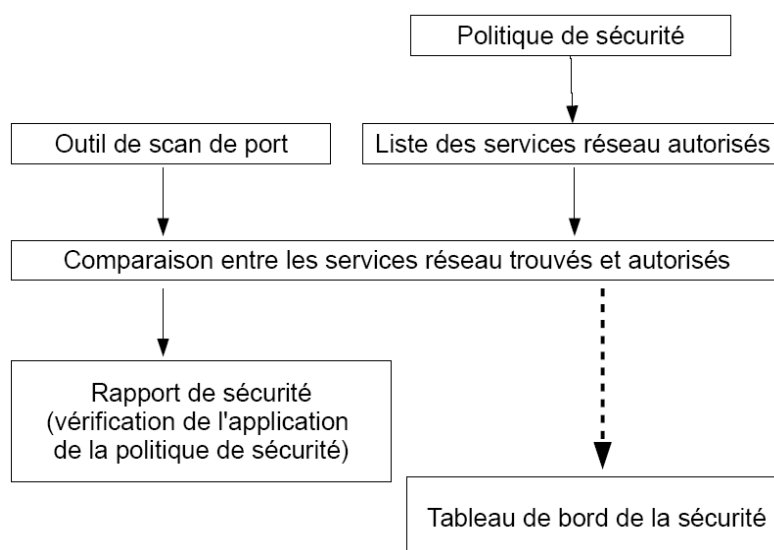 Politique de sécurité
Outil de scan de port
Liste des services réseau autorisés
Comparaison entre les services réseau trouvés et autorisés
Rapport de sécurité
(vérification de l'application
de la politique de sécurité)
Tableau de bord de la sécurité